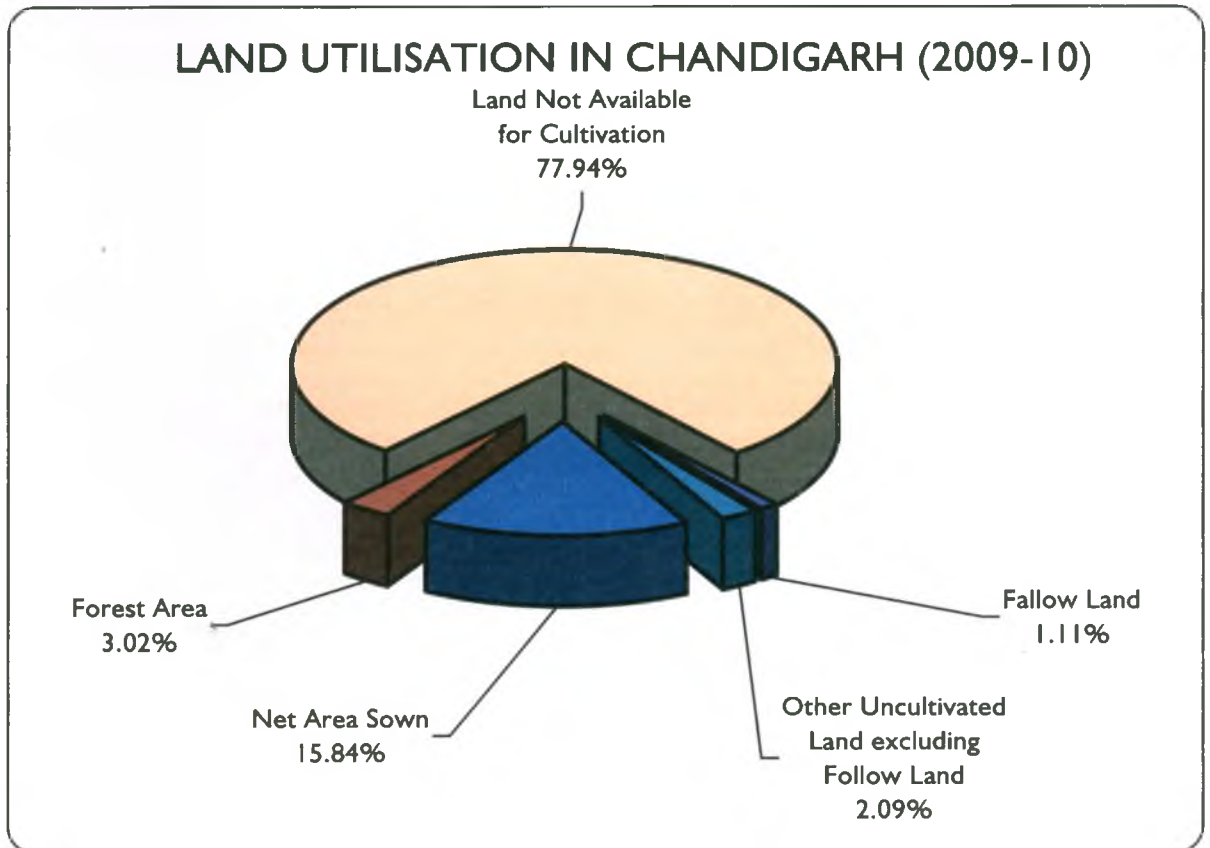 LAND UTILISATION IN CHANDIGARH (2009-10)
Land Not Available
for Cultivation
77.94%
Forest Area
3.02%
Net Area Sown
15.84%
Other Uncultivated
Land excluding
Follow Land
2.09%
Fallow Land
1.11%